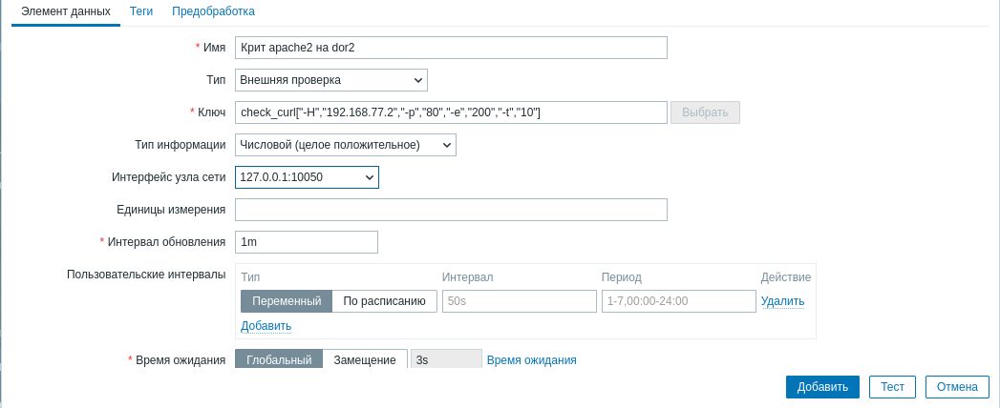 Элемент данных Теги Предобработка
* Имя Крит apache2 на dor2
Тип Внешняя проверка
* Ключ check_curl["-H","192.168.77.2","-p","80","-e","200","-t","10"] Выбрать
Тип информации Числовой (целое положительное)
Интерфейс узла сети 127.0.0.1:10050
Единицы измерения
* Интервал обновления 1m
Пользовательские интервалы Тип Интервал Период Действие
Переменный По расписанию 50s 1-7,00:00-24:00 Удалить
Добавить
* Время ожидания Глобальный Замещение 3s Время ожидания
Добавить Тест Отмена